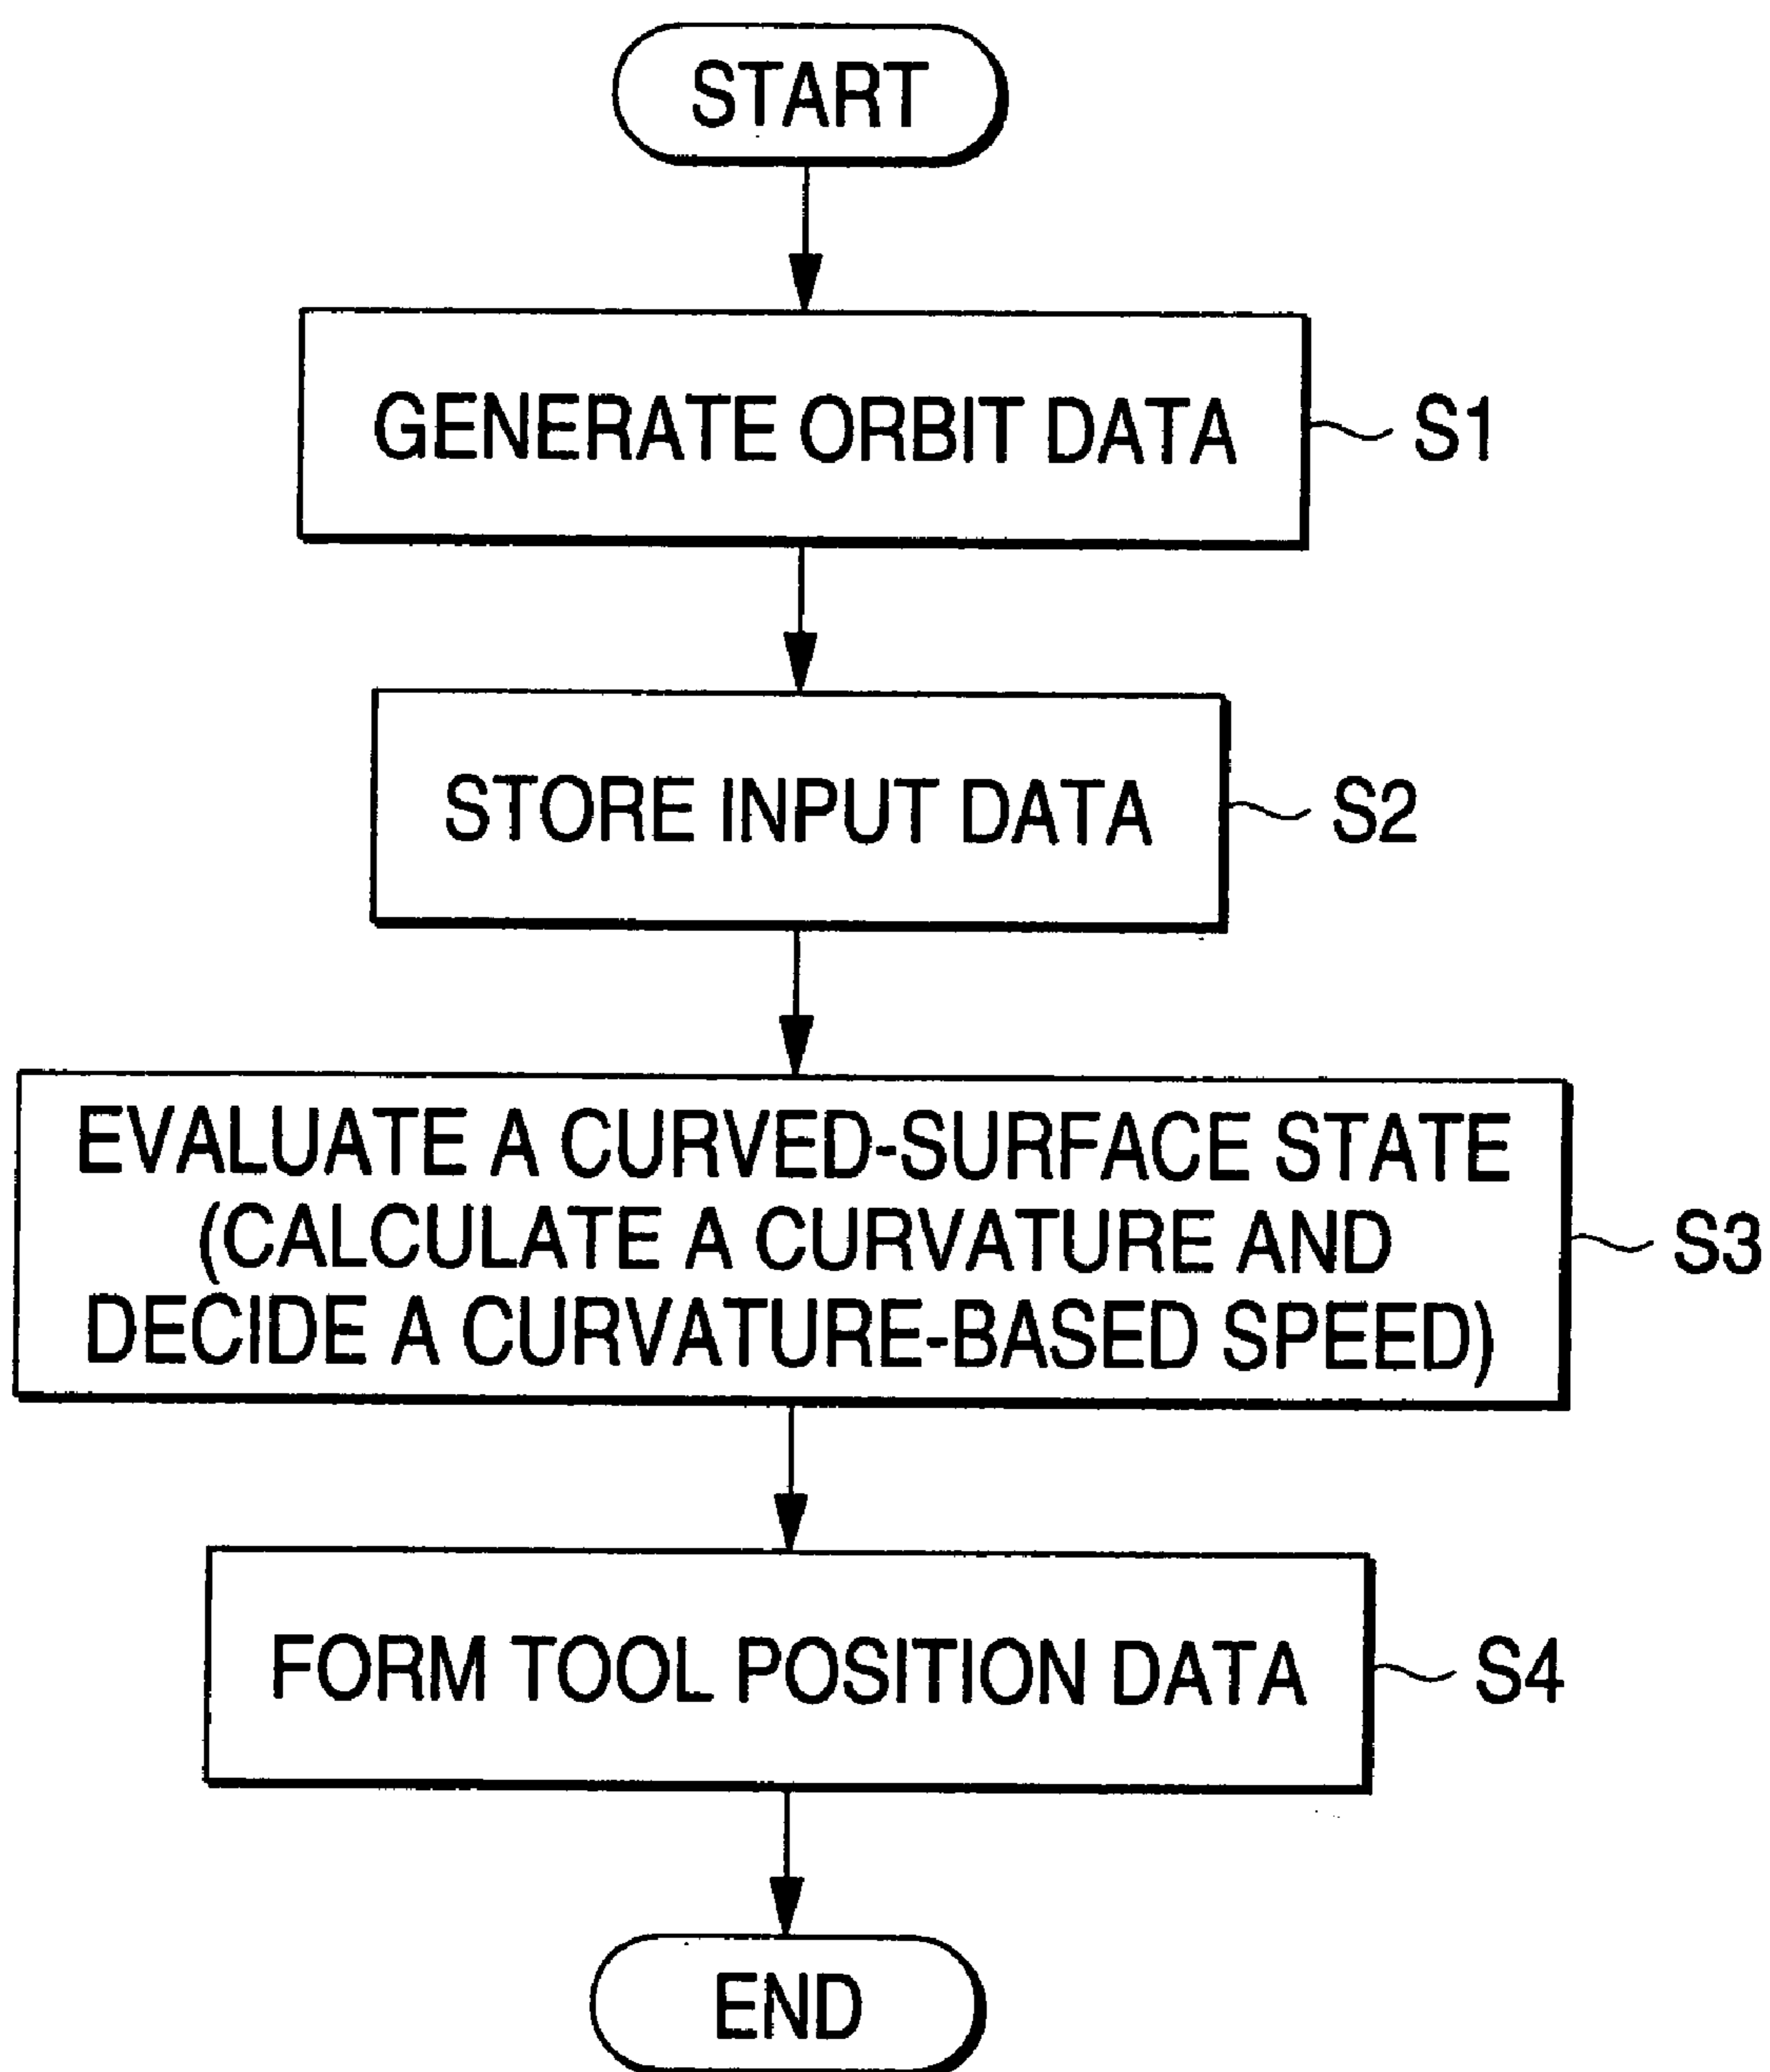 START
GENERATE ORBIT DATA
S1
STORE INPUT DATA
S2
EVALUATE A CURVED-SURFACE STATE
(CALCULATE A CURVATURE AND
DECIDE A CURVATURE-BASED SPEED)
S3
FORM TOOL POSITION DATA
S4
END